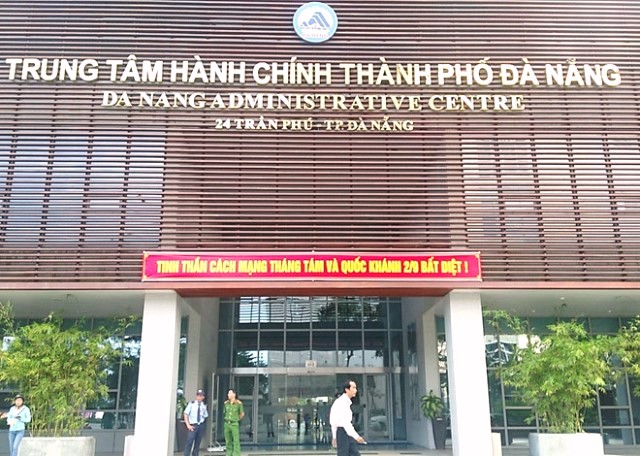 TRUNG TÂM HÀNH CHÍNH THÀNH PHỐ ĐÀ NẴNG
DA NANG ADMINISTRATIVE CENTRE
24 TRẦN PHÚ - TP. ĐÀ NẴNG
TINH THẦN CÁCH MẠNG THÁNG TÁM VÀ QUỐC KHÁNH 2/9 BẤT DIỆT !